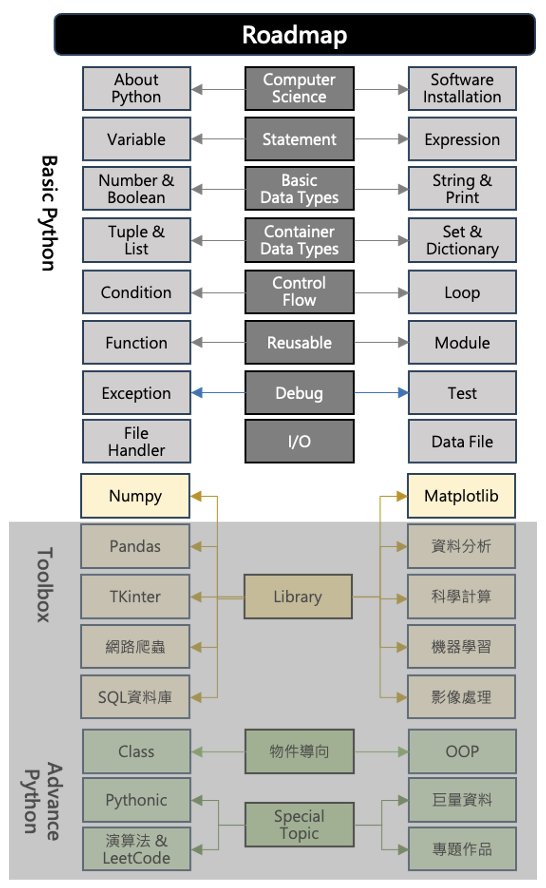 Roadmap
Basic Python
About
Python
Computer
Science
Software
Installation
Variable
Statement
Expression
Number &
Boolean
Basic
Data Types
String &
Print
Tuple &
List
Container
Data Types
Set &
Dictionary
Condition
Control
Flow
Loop
Function
Reusable
Module
Exception
Debug
Test
File
Handler
I/O
Data File
Numpy
Matplotlib
Toolbox
Pandas
資料分析
TKinter
Library
科學計算
網路爬蟲
機器學習
SQL資料庫
影像處理
Advance
Python
Class
物件導向
OOP
Pythonic
Special
Topic
巨量資料
演算法 &
LeetCode
專題作品